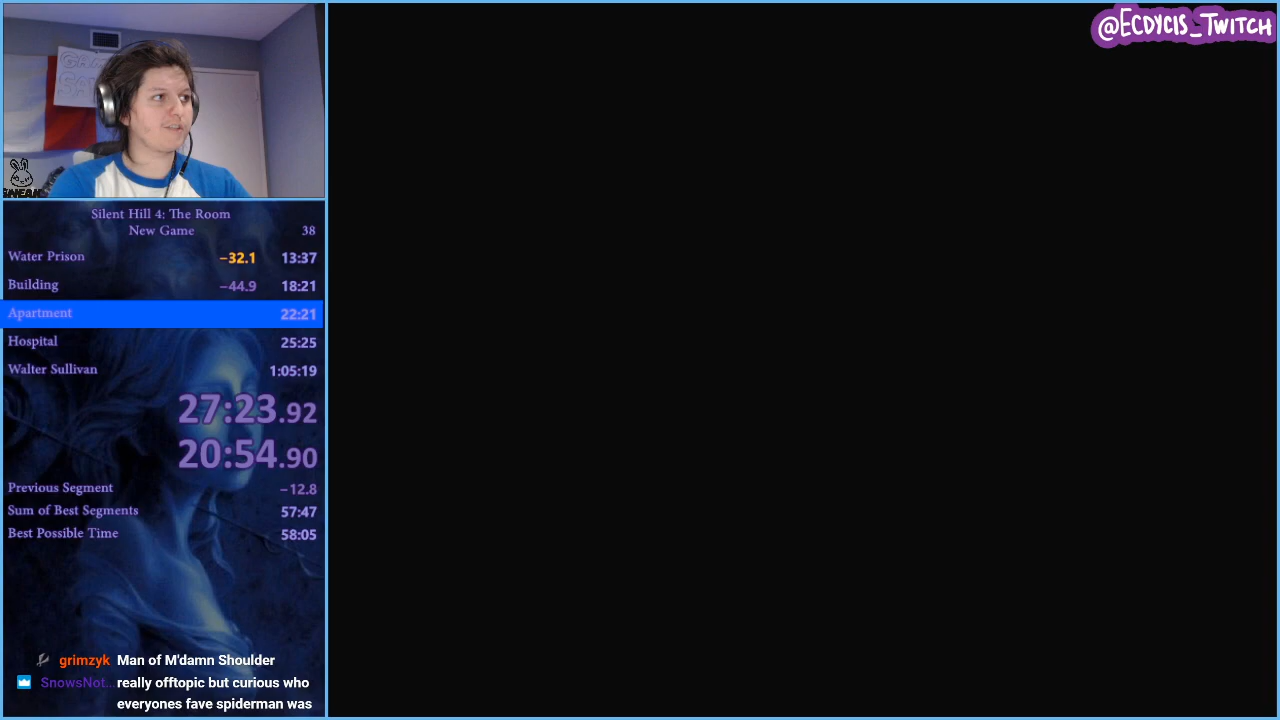 @ECDYCIS_TWITCH
Silent Hill 4: The Room
New Game 38
Water Prison −32.1 13:37
Building −44.9 18:21
Apartment 22:21
Hospital 25:25
Walter Sullivan 1:05:19
27:23.92
20:54.90
Previous Segment −12.8
Sum of Best Segments 57:47
Best Possible Time 58:05
grimzyk Man of M'damn Shoulder
SnowsNot... really offtopic but curious who
everyones fave spiderman was